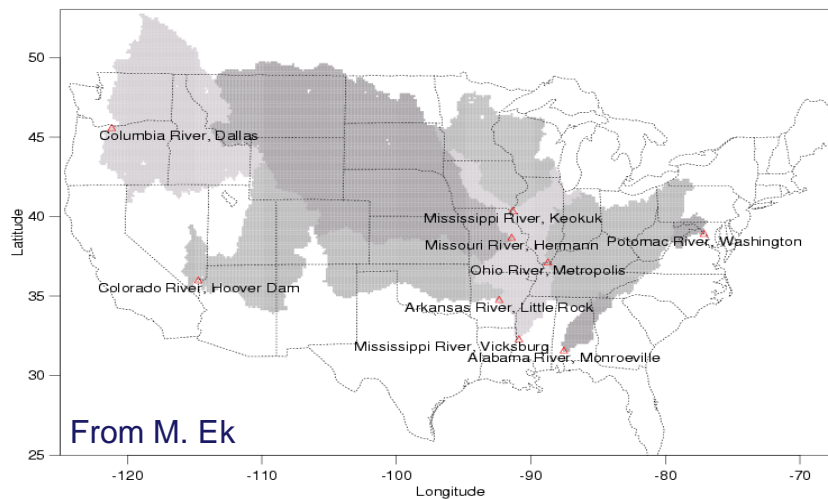 50
45
40
35
30
25
Latitude
Columbia River, Dallas
Mississippi River, Keokuk
Missouri River, Hermann
Potomac River, Washington
Ohio River, Metropolis
Colorado River, Hoover Dam
Arkansas River, Little Rock
Mississippi River, Vicksburg
Alabama River, Monroeville
From M. Ek
-120
-110
-100
-90
-80
-70
Longitude